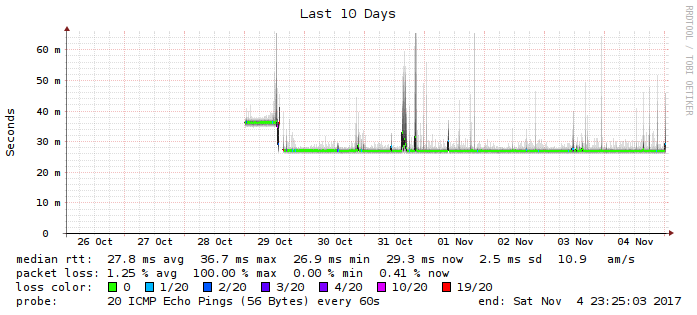 Last 10 Days
RRDTOOL / TOBI OETIKER
Seconds
60 m
50 m
40 m
30 m
20 m
10 m
0
26 Oct 27 Oct 28 Oct 29 Oct 30 Oct 31 Oct 01 Nov 02 Nov 03 Nov 04 Nov
median rtt: 27.8 ms avg 36.7 ms max 26.9 ms min 29.3 ms now 2.5 ms sd 10.9 am/s
packet loss: 1.25 % avg 100.00 % max 0.00 % min 0.41 % now
loss color: 0 1/20 2/20 3/20 4/20 10/20 19/20
probe: 20 ICMP Echo Pings (56 Bytes) every 60s end: Sat Nov 4 23:25:03 2017